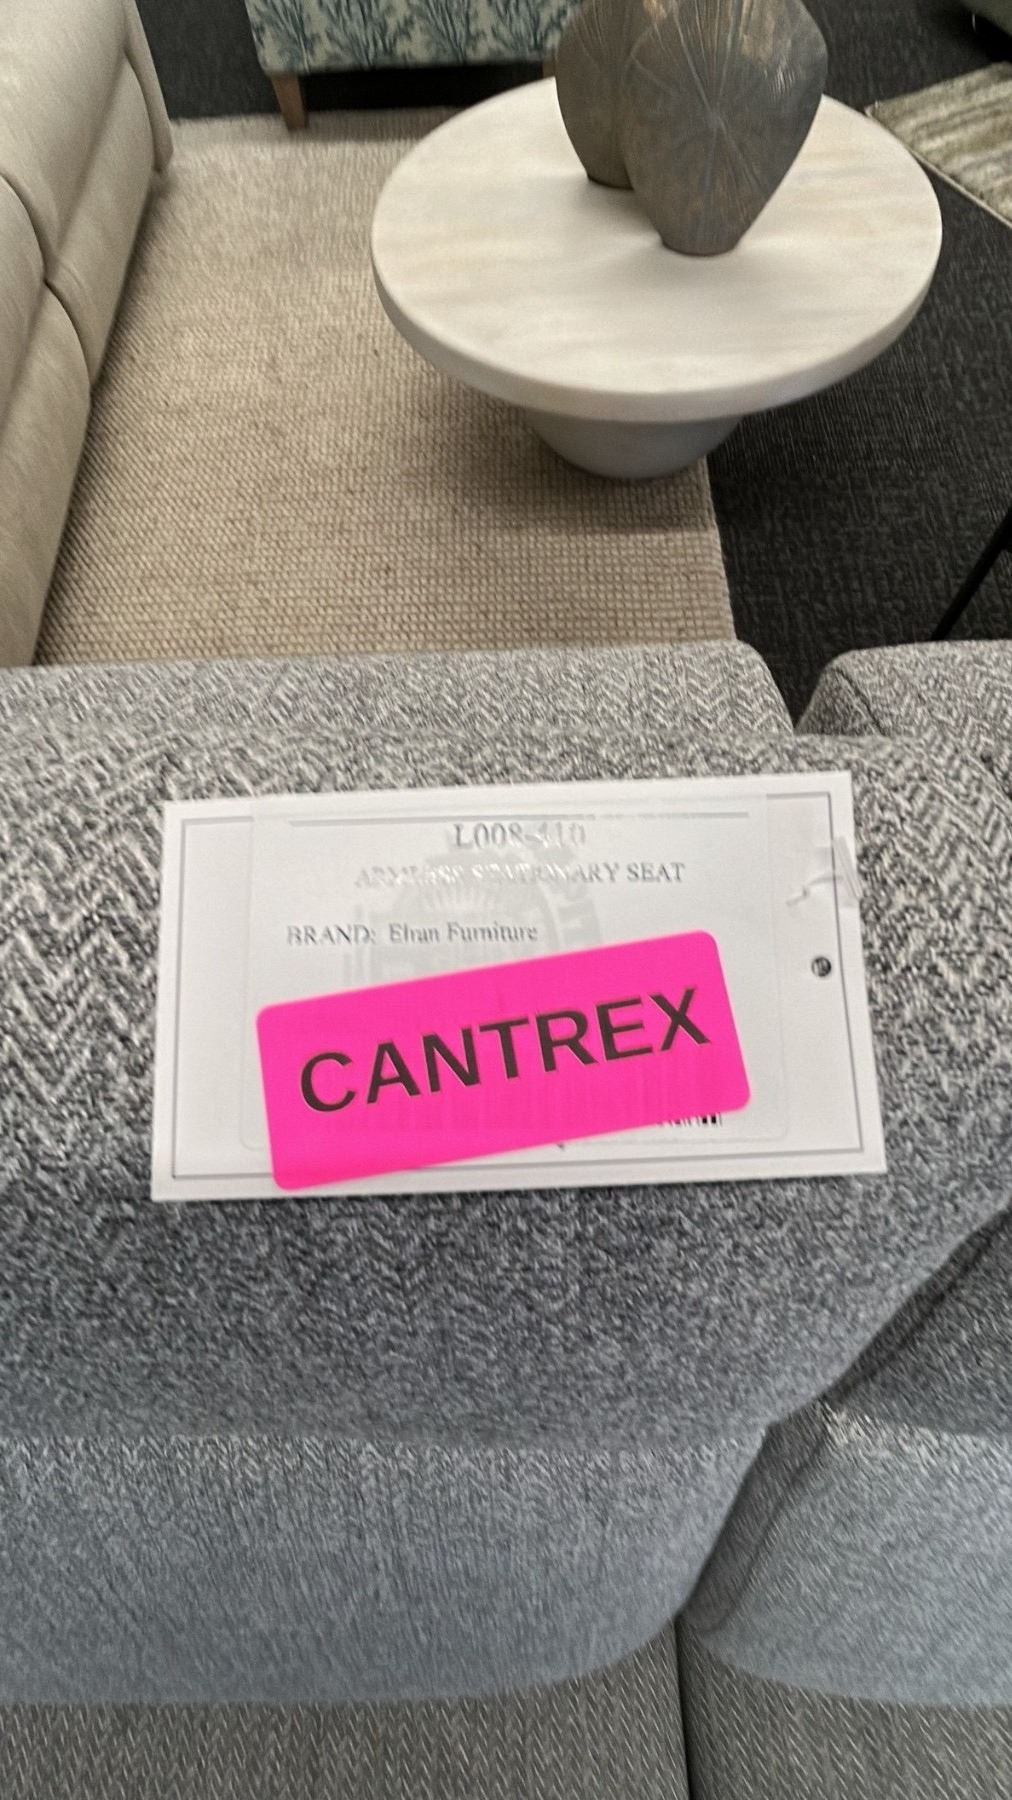 L008-410
ARMLESS STATIONARY SEAT
BRAND: Elran Furniture
CANTREX